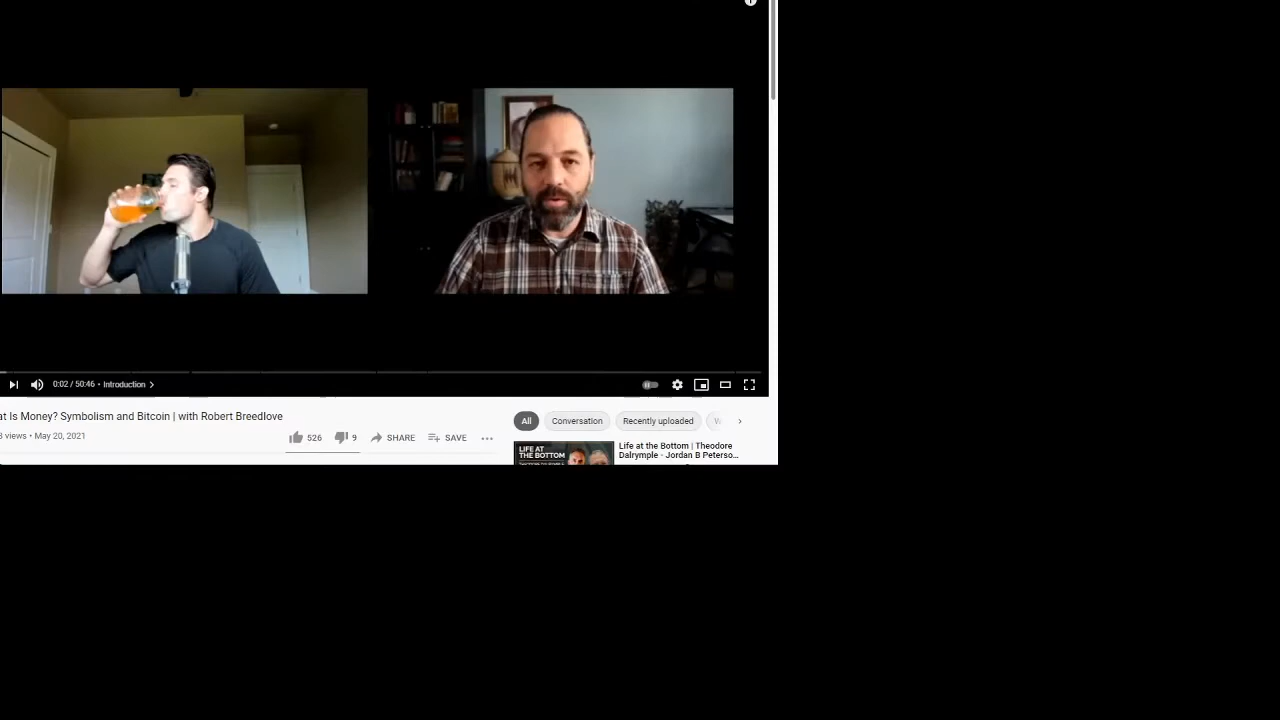 0:02 / 50:46 • Introduction
at Is Money? Symbolism and Bitcoin | with Robert Breedlove
8 views • May 20, 2021
526
9
SHARE
SAVE
All
Conversation
Recently uploaded
W
LIFE AT
THE BOTTOM
Life at the Bottom | Theodore
Dalrymple - Jordan B Peterso...